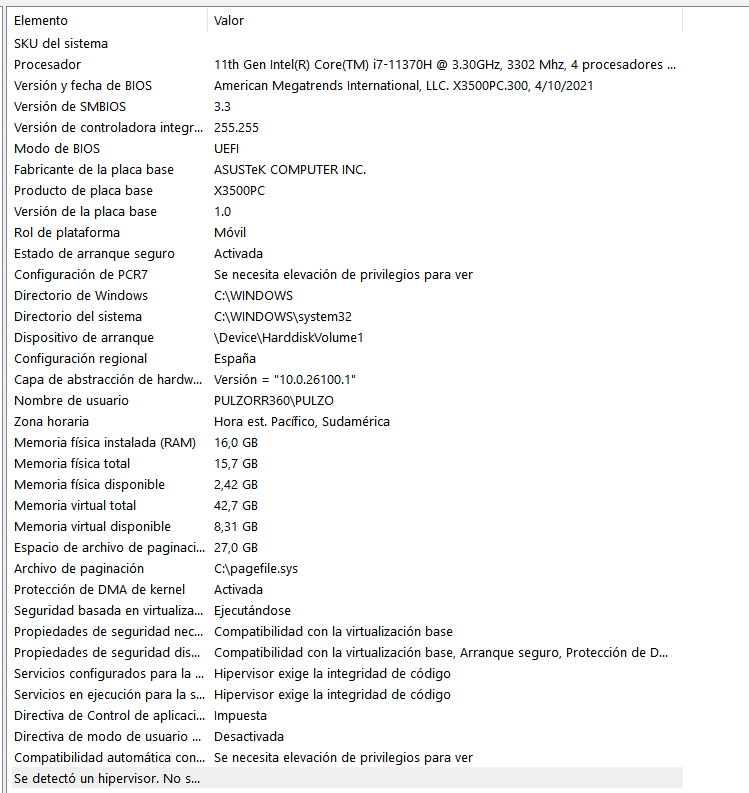 Elemento Valor
SKU del sistema
Procesador 11th Gen Intel(R) Core(TM) i7-11370H @ 3.30GHz, 3302 Mhz, 4 procesadores ...
Versión y fecha de BIOS American Megatrends International, LLC. X3500PC.300, 4/10/2021
Versión de SMBIOS 3.3
Versión de controladora integr... 255.255
Modo de BIOS UEFI
Fabricante de la placa base ASUSTeK COMPUTER INC.
Producto de placa base X3500PC
Versión de la placa base 1.0
Rol de plataforma Móvil
Estado de arranque seguro Activada
Configuración de PCR7 Se necesita elevación de privilegios para ver
Directorio de Windows C:\WINDOWS
Directorio del sistema C:\WINDOWS\system32
Dispositivo de arranque \Device\HarddiskVolume1
Configuración regional España
Capa de abstracción de hardw... Versión = "10.0.26100.1"
Nombre de usuario PULZORR360\PULZO
Zona horaria Hora est. Pacífico, Sudamérica
Memoria física instalada (RAM) 16,0 GB
Memoria física total 15,7 GB
Memoria física disponible 2,42 GB
Memoria virtual total 42,7 GB
Memoria virtual disponible 8,31 GB
Espacio de archivo de paginaci... 27,0 GB
Archivo de paginación C:\pagefile.sys
Protección de DMA de kernel Activada
Seguridad basada en virtualiza... Ejecutándose
Propiedades de seguridad nec... Compatibilidad con la virtualización base
Propiedades de seguridad dis... Compatibilidad con la virtualización base, Arranque seguro, Protección de D...
Servicios configurados para la ... Hipervisor exige la integridad de código
Servicios en ejecución para la s... Hipervisor exige la integridad de código
Directiva de Control de aplicaci... Impuesta
Directiva de modo de usuario ... Desactivada
Compatibilidad automática con... Se necesita elevación de privilegios para ver
Se detectó un hipervisor. No s...